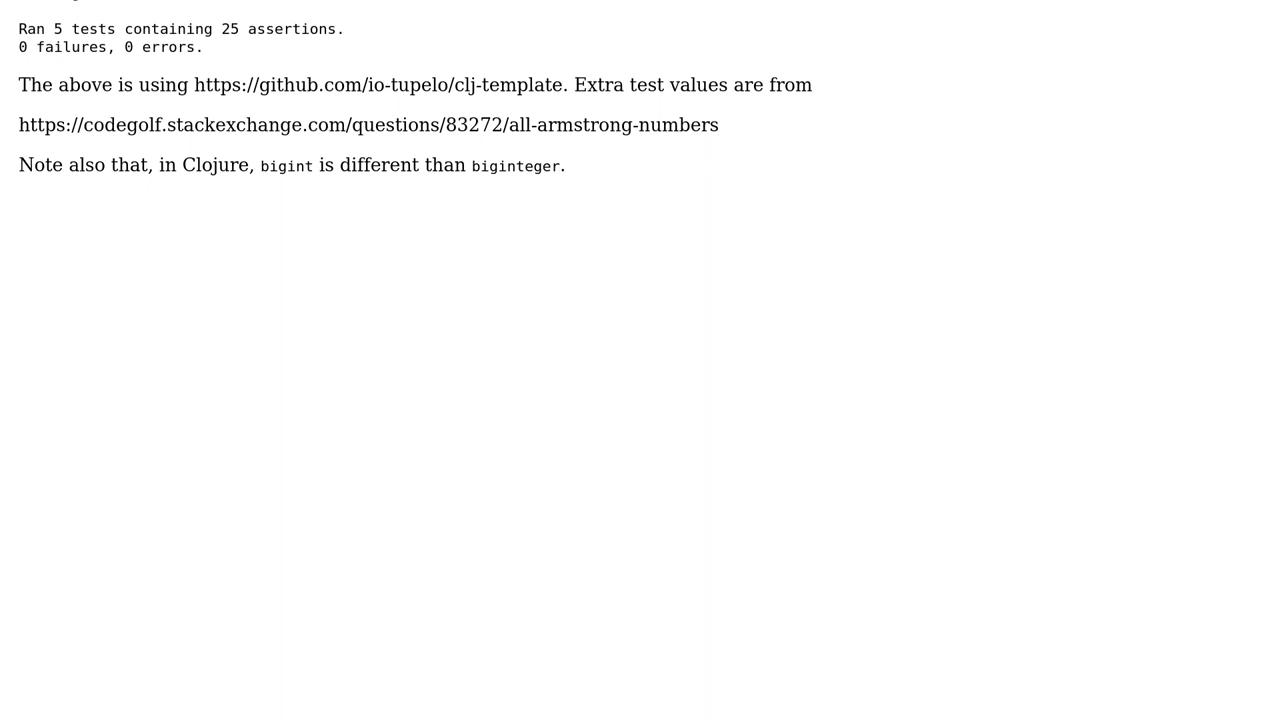 Ran 5 tests containing 25 assertions.
0 failures, 0 errors.
The above is using https://github.com/io-tupelo/clj-template. Extra test values are from
https://codegolf.stackexchange.com/questions/83272/all-armstrong-numbers
Note also that, in Clojure, bigint is different than biginteger.